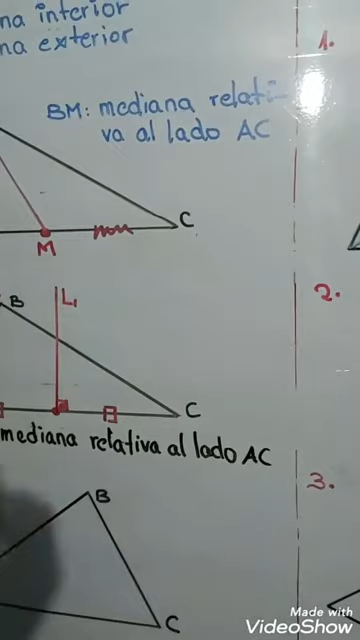 na interior
na exterior
1.
BM: mediana relati-
va al lado AC
C
M
2.
B
L₁
C
mediana relativa al lado AC
3.
B
C
Made with
VideoShow